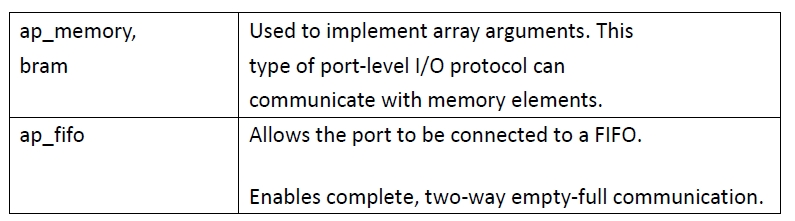 ap_memory,
bram
Used to implement array arguments. This
type of port-level I/O protocol can
communicate with memory elements.
ap_fifo
Allows the port to be connected to a FIFO.
Enables complete, two-way empty-full communication.